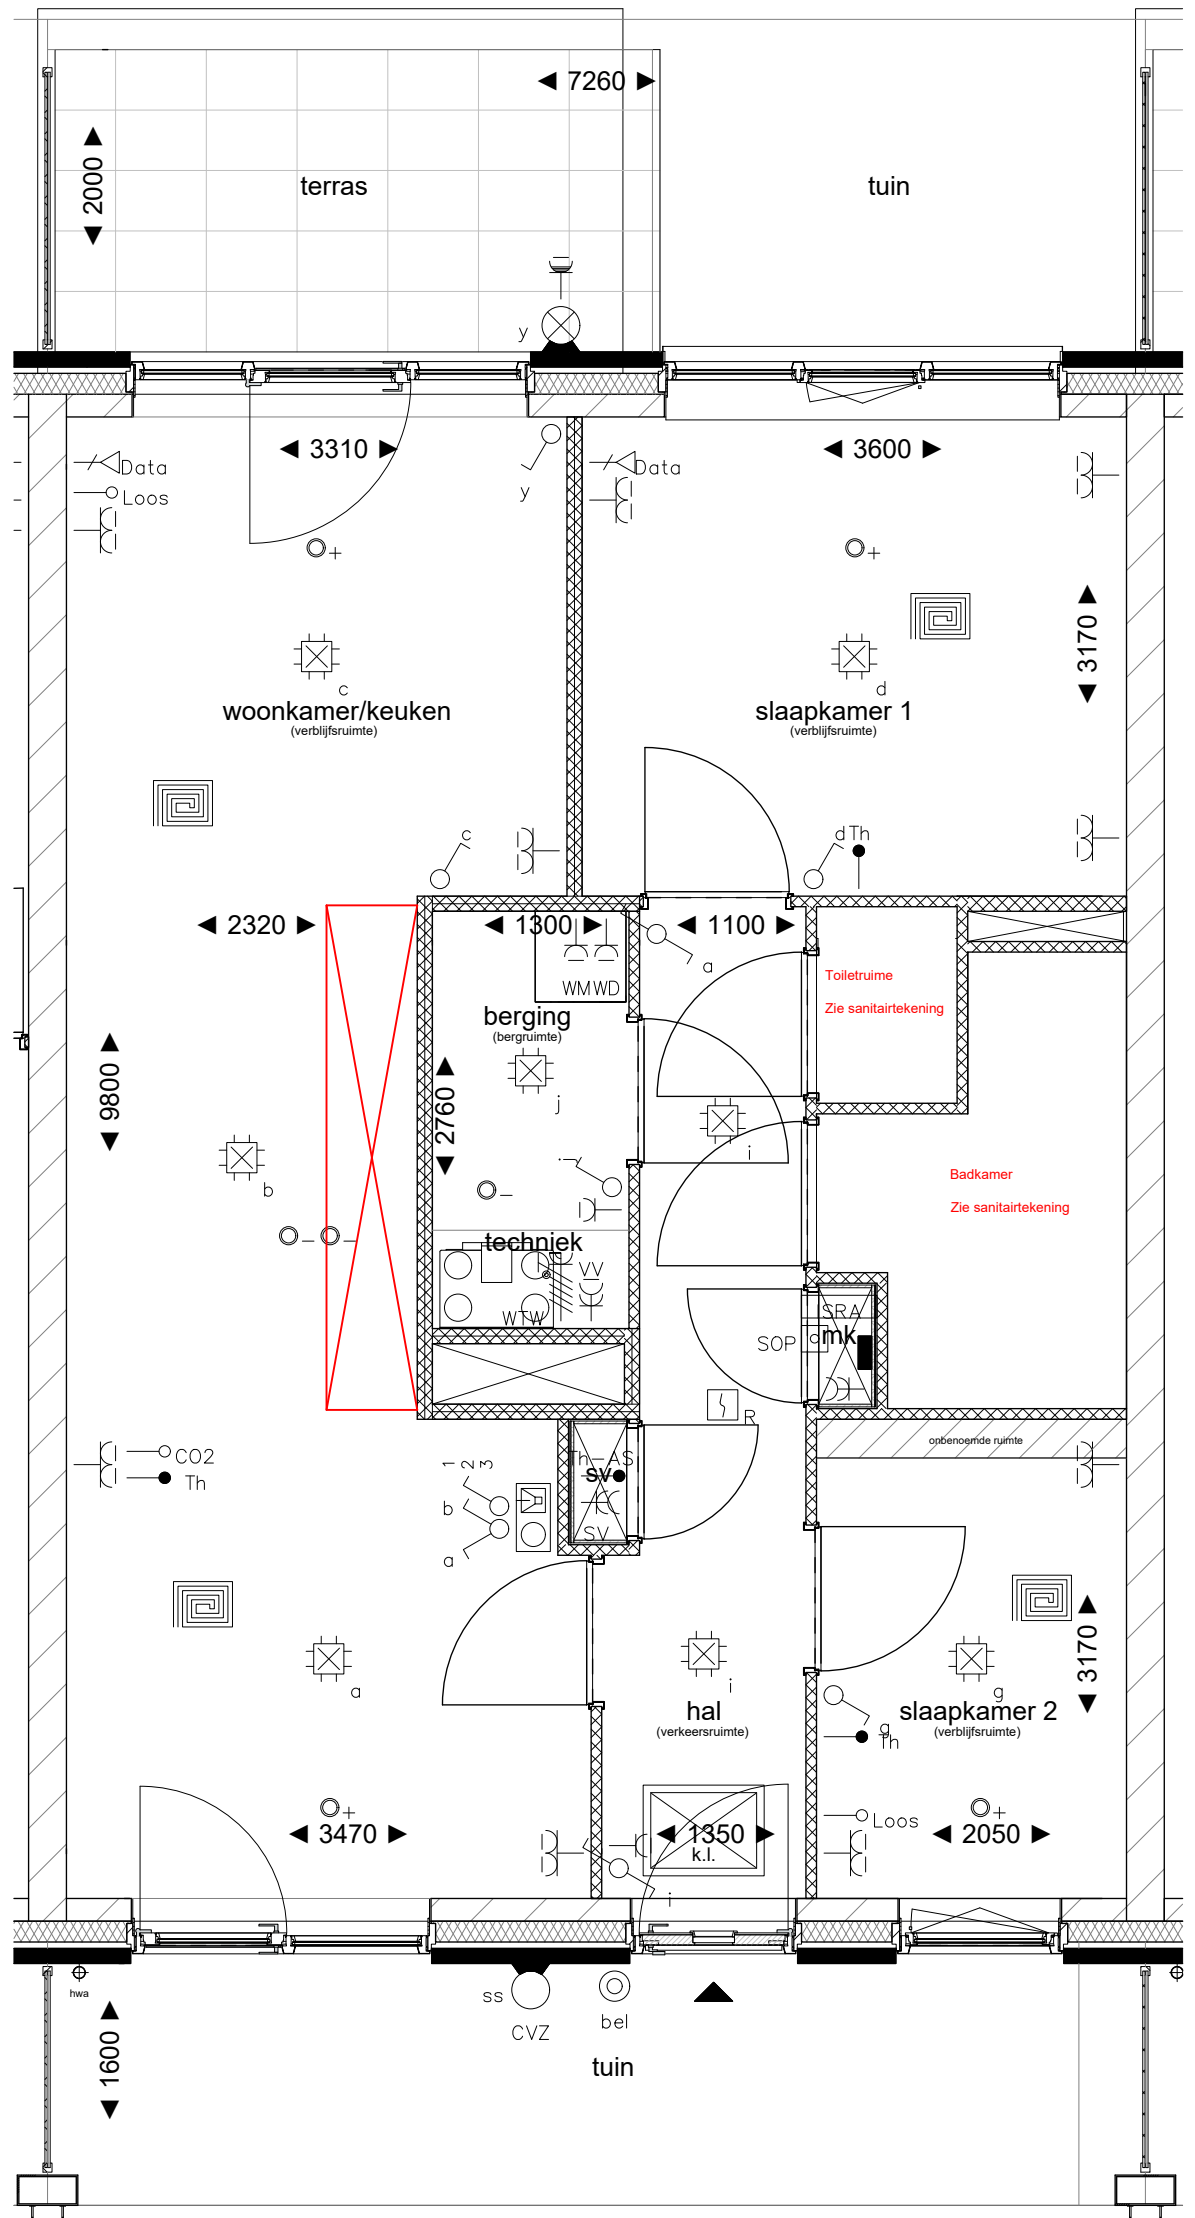 7260
2000
terras
tuin
y
3310
3600
Data
Loos
y
Data
3170
c
d
woonkamer/keuken
(verblijfsruimte)
slaapkamer 1
(verblijfsruimte)
c
d Th
2320
1300
1100
a
WM WD
Toiletruime
Zie sanitairtekening
berging
(bergruimte)
9800
2760
j
i
b
j
Badkamer
Zie sanitairtekening
techniek
VV
WTW
SRA
SOP
mk
R
onbenoemde ruimte
CO2
Th
1 2 3
b
a
Th-AS
sv
SV
3170
a
i
g
hal
(verkeersruimte)
slaapkamer 2
(verblijfsruimte)
g
Th
Loos
3470
1350
k.l.
2050
i
hwa
ss
CVZ
bel
1600
tuin